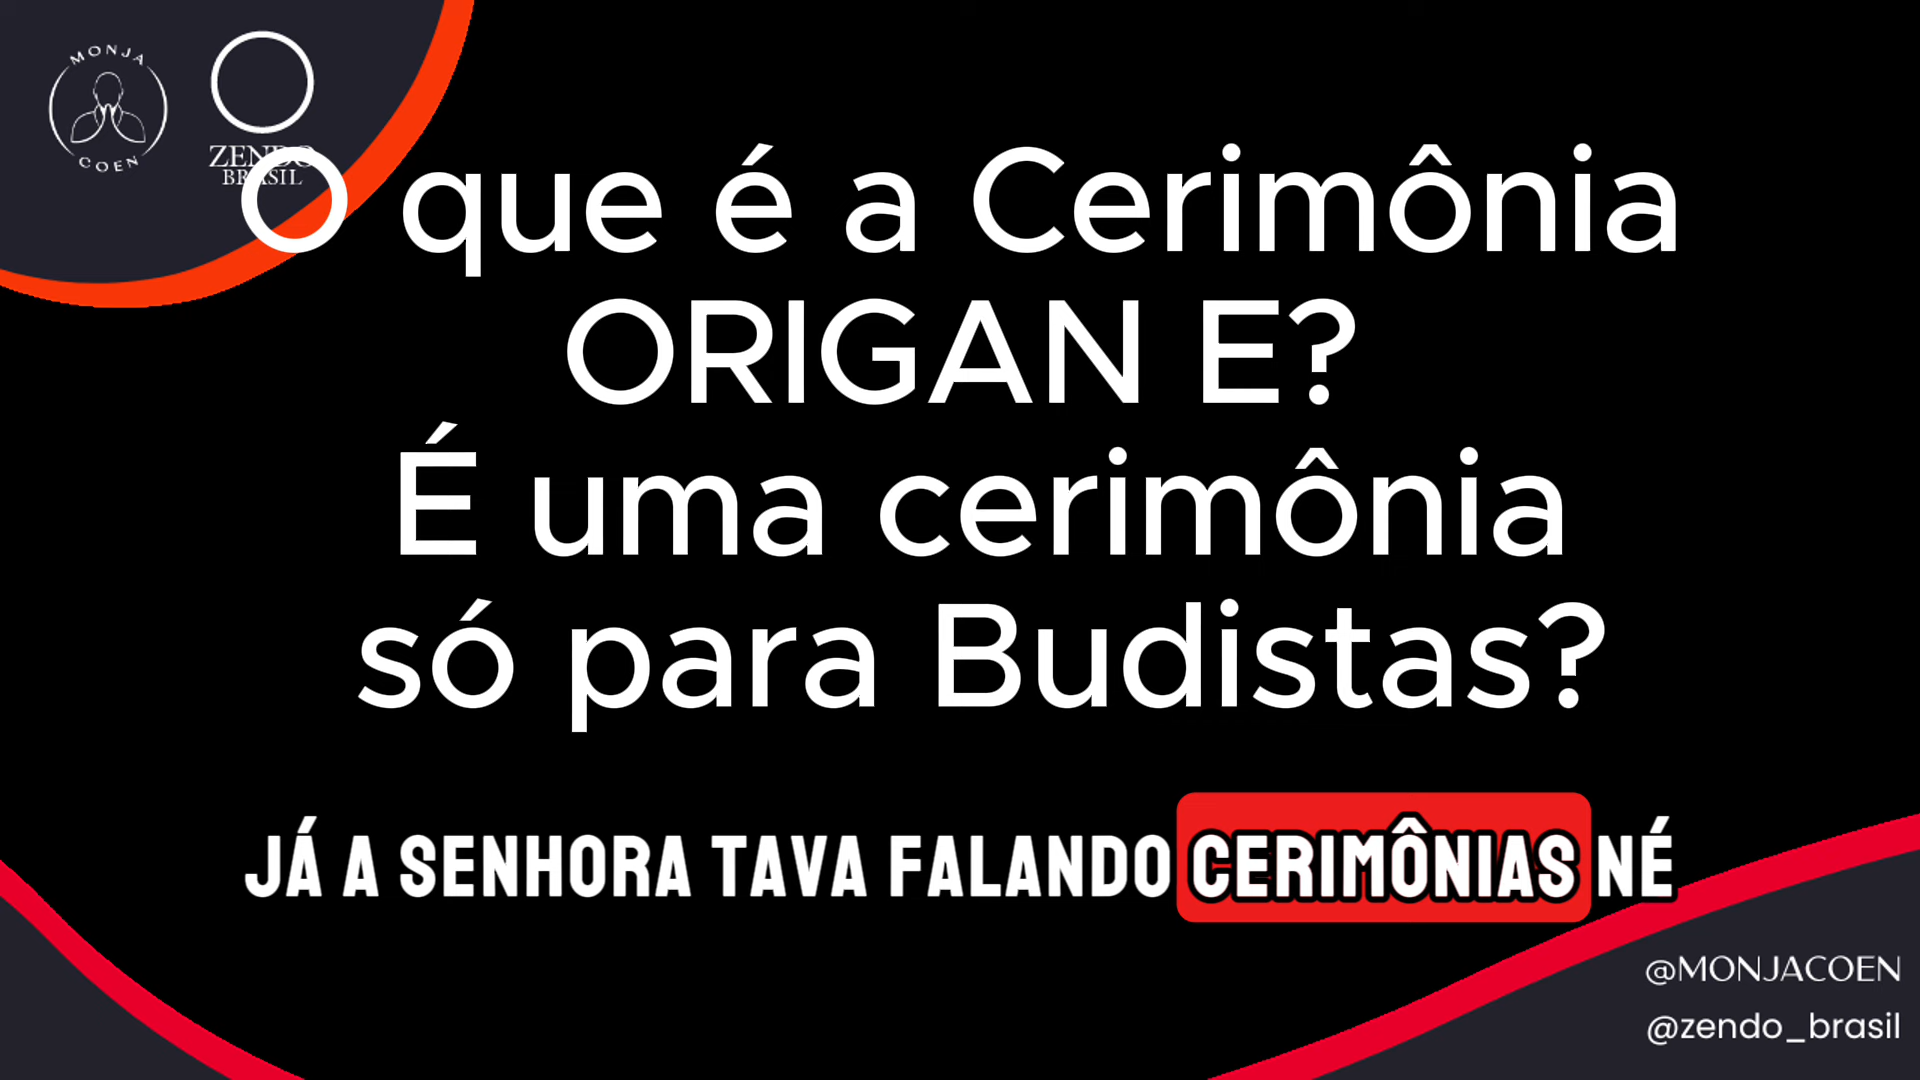 MONJA
COEN
ZENDO
BRASIL
O que é a Cerimônia
ORIGAN E?
É uma cerimônia
só para Budistas?
JÁ A SENHORA TAVA FALANDO CERIMÔNIAS NÉ
@MONJACOEN
@zendo_brasil